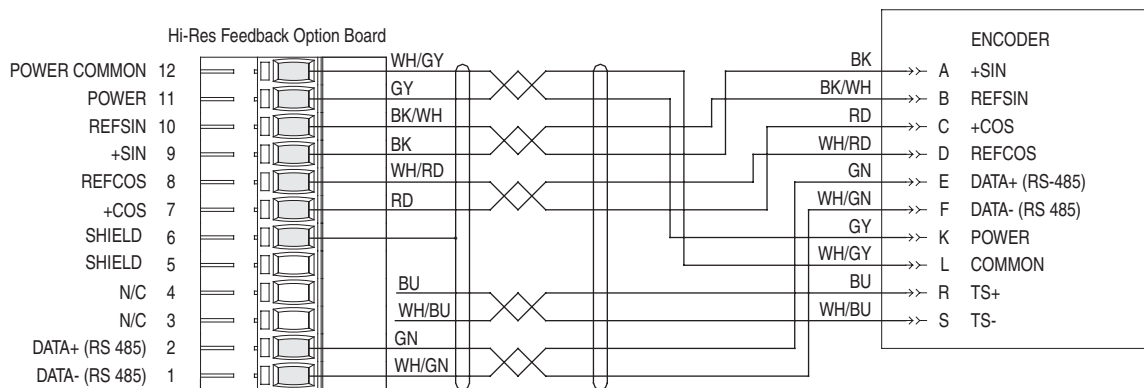 Hi-Res Feedback Option Board
POWER COMMON 12
POWER 11
REFSIN 10
+SIN 9
REFCOS 8
+COS 7
SHIELD 6
SHIELD 5
N/C 4
N/C 3
DATA+ (RS 485) 2
DATA- (RS 485) 1
WH/GY
GY
BK/WH
BK
WH/RD
RD
BU
WH/BU
GN
WH/GN
BK
BK/WH
RD
WH/RD
GN
WH/GN
GY
WH/GY
BU
WH/BU
ENCODER
A +SIN
B REFSIN
C +COS
D REFCOS
E DATA+ (RS-485)
F DATA- (RS 485)
K POWER
L COMMON
R TS+
S TS-